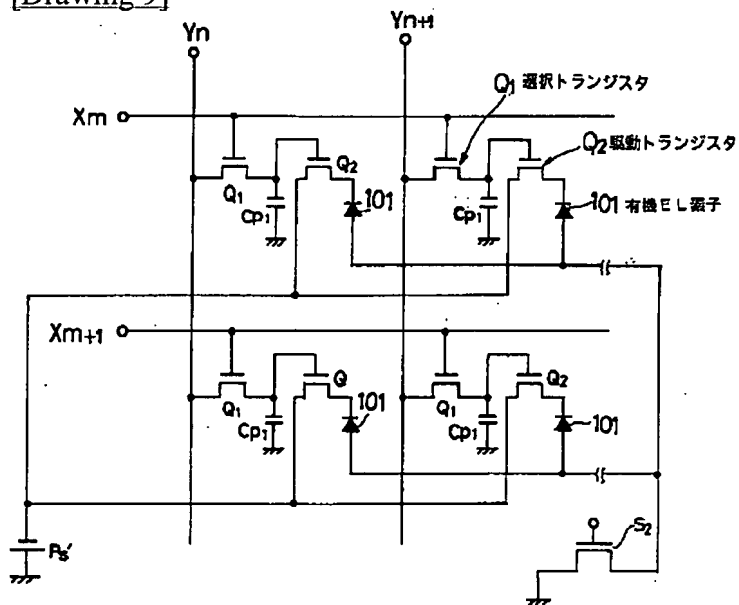 [Drawing 9]
Yn
Yn+1
Xm
Q1 選択トランジスタ
Q2 駆動トランジスタ
Q1
Cp1
Q2
101
Cp1
101 有機EL素子
Xm+1
Q1
Cp1
Q
101
Q1
Cp1
Q2
101
Ps'
S2